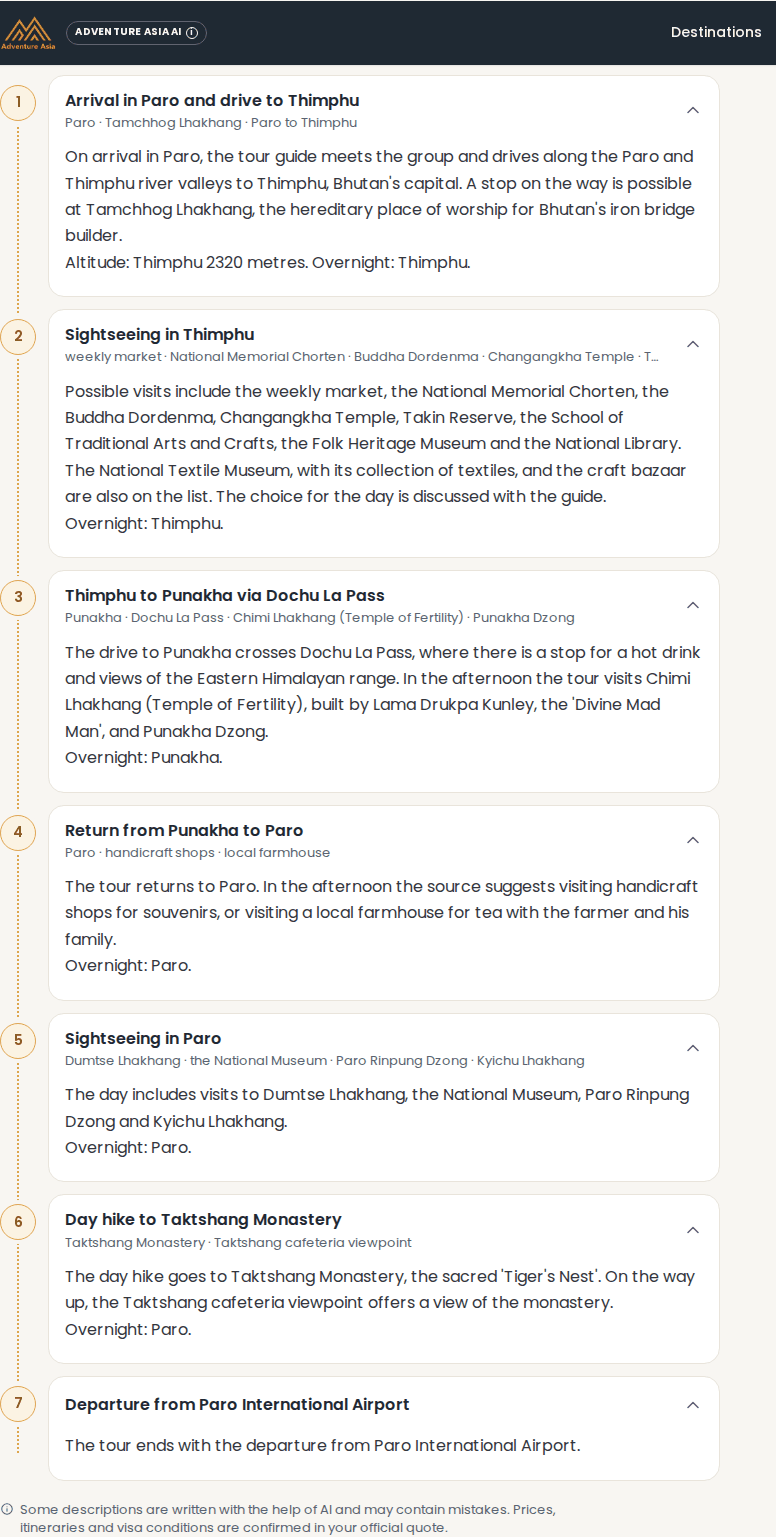 Adventure Asia
ADVENTURE ASIA AI
Destinations
1
Arrival in Paro and drive to Thimphu
Paro · Tamchhog Lhakhang · Paro to Thimphu
On arrival in Paro, the tour guide meets the group and drives along the Paro and
Thimphu river valleys to Thimphu, Bhutan's capital. A stop on the way is possible
at Tamchhog Lhakhang, the hereditary place of worship for Bhutan's iron bridge
builder.
Altitude: Thimphu 2320 metres. Overnight: Thimphu.
2
Sightseeing in Thimphu
weekly market · National Memorial Chorten · Buddha Dordenma · Changangkha Temple · T...
Possible visits include the weekly market, the National Memorial Chorten, the
Buddha Dordenma, Changangkha Temple, Takin Reserve, the School of
Traditional Arts and Crafts, the Folk Heritage Museum and the National Library.
The National Textile Museum, with its collection of textiles, and the craft bazaar
are also on the list. The choice for the day is discussed with the guide.
Overnight: Thimphu.
3
Thimphu to Punakha via Dochu La Pass
Punakha · Dochu La Pass · Chimi Lhakhang (Temple of Fertility) · Punakha Dzong
The drive to Punakha crosses Dochu La Pass, where there is a stop for a hot drink
and views of the Eastern Himalayan range. In the afternoon the tour visits Chimi
Lhakhang (Temple of Fertility), built by Lama Drukpa Kunley, the 'Divine Mad
Man', and Punakha Dzong.
Overnight: Punakha.
4
Return from Punakha to Paro
Paro · handicraft shops · local farmhouse
The tour returns to Paro. In the afternoon the source suggests visiting handicraft
shops for souvenirs, or visiting a local farmhouse for tea with the farmer and his
family.
Overnight: Paro.
5
Sightseeing in Paro
Dumtse Lhakhang · the National Museum · Paro Rinpung Dzong · Kyichu Lhakhang
The day includes visits to Dumtse Lhakhang, the National Museum, Paro Rinpung
Dzong and Kyichu Lhakhang.
Overnight: Paro.
6
Day hike to Taktshang Monastery
Taktshang Monastery · Taktshang cafeteria viewpoint
The day hike goes to Taktshang Monastery, the sacred 'Tiger's Nest'. On the way
up, the Taktshang cafeteria viewpoint offers a view of the monastery.
Overnight: Paro.
7
Departure from Paro International Airport
The tour ends with the departure from Paro International Airport.
Some descriptions are written with the help of AI and may contain mistakes. Prices,
itineraries and visa conditions are confirmed in your official quote.